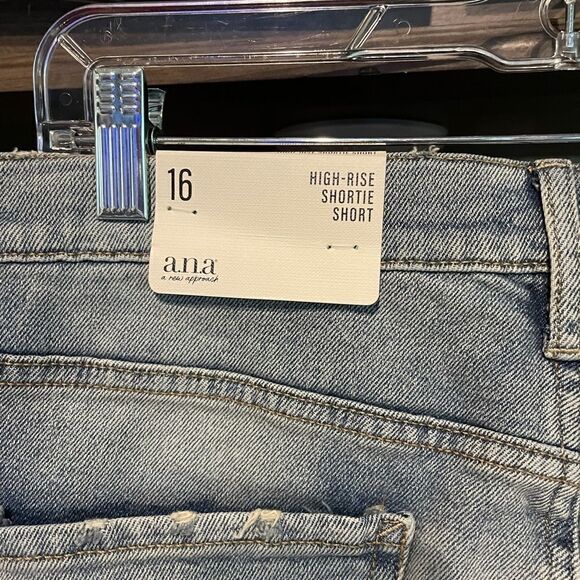 16
HIGH-RISE
SHORTIE
SHORT
a.n.a®
a new approach